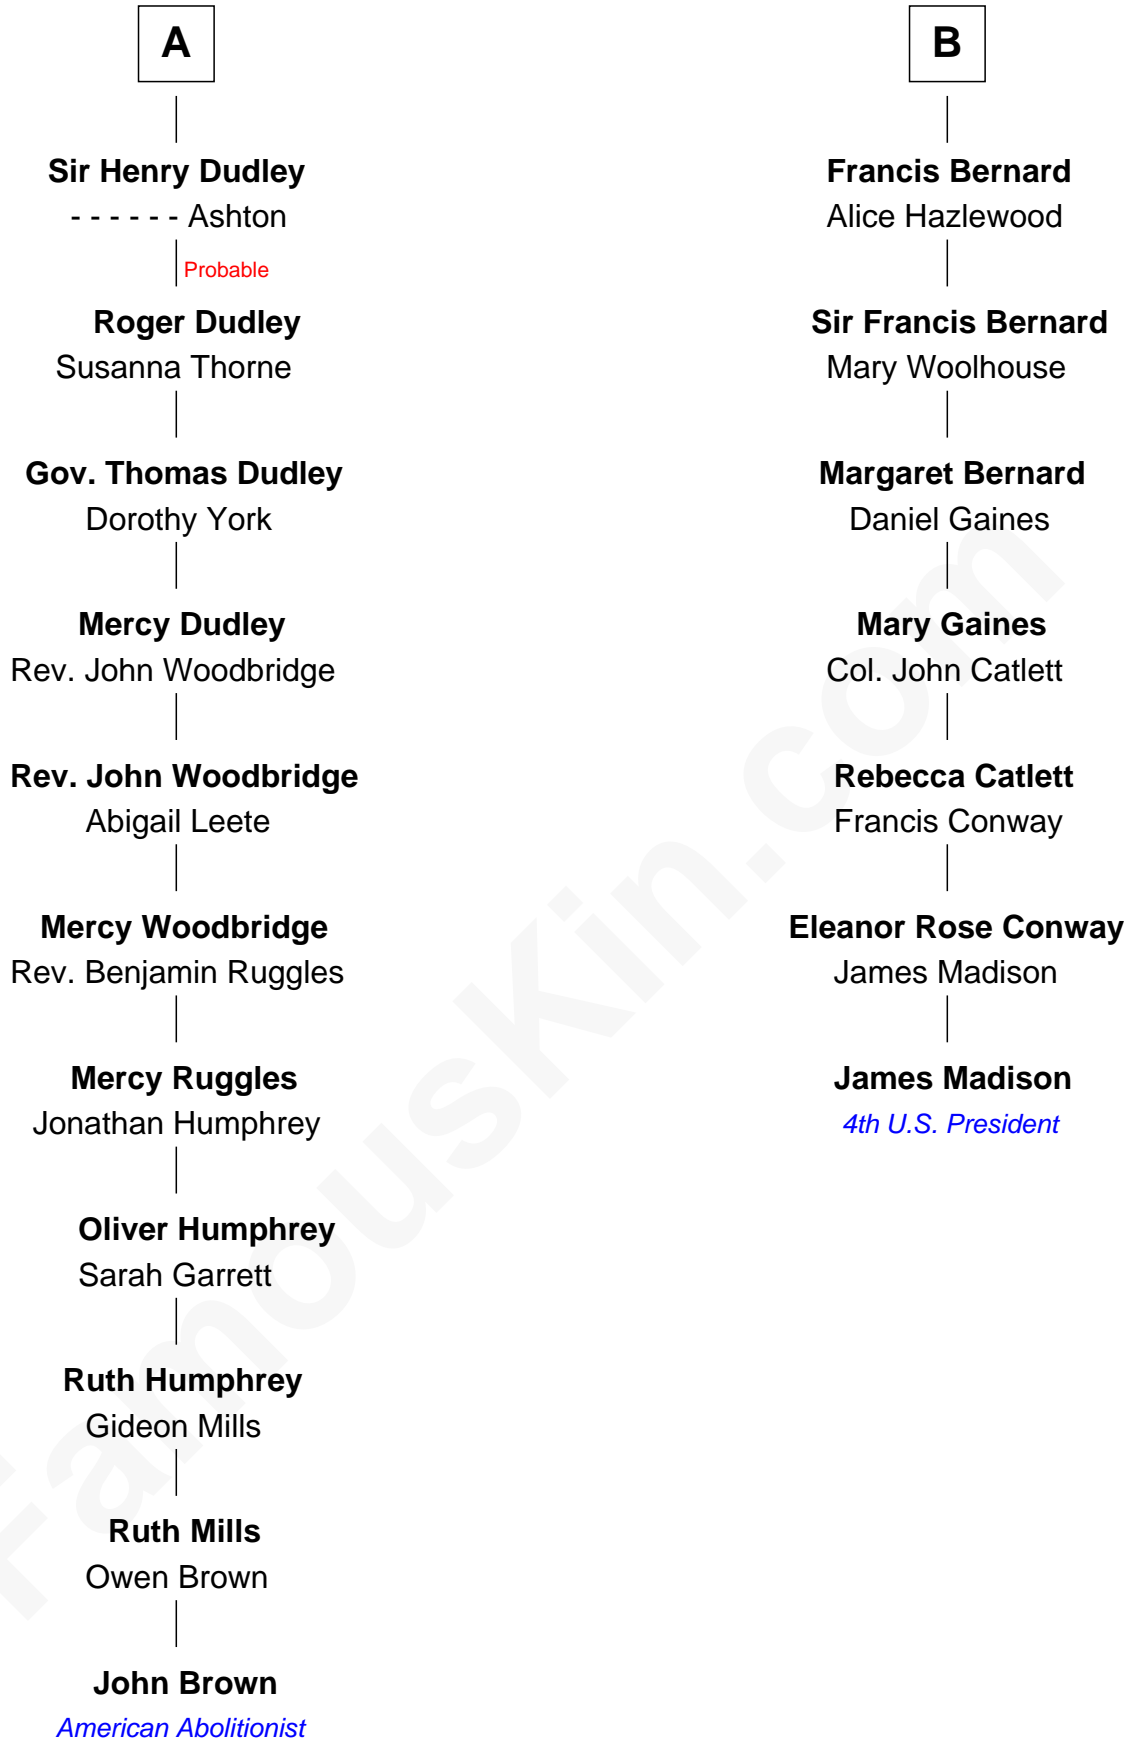 A
Sir Henry Dudley
- - - - - - Ashton
Probable
Roger Dudley
Susanna Thorne
Gov. Thomas Dudley
Dorothy York
Mercy Dudley
Rev. John Woodbridge
Rev. John Woodbridge
Abigail Leete
Mercy Woodbridge
Rev. Benjamin Ruggles
Mercy Ruggles
Jonathan Humphrey
Oliver Humphrey
Sarah Garrett
Ruth Humphrey
Gideon Mills
Ruth Mills
Owen Brown
John Brown
American Abolitionist
B
Francis Bernard
Alice Hazlewood
Sir Francis Bernard
Mary Woolhouse
Margaret Bernard
Daniel Gaines
Mary Gaines
Col. John Catlett
Rebecca Catlett
Francis Conway
Eleanor Rose Conway
James Madison
James Madison
4th U.S. President
FamousKin.com